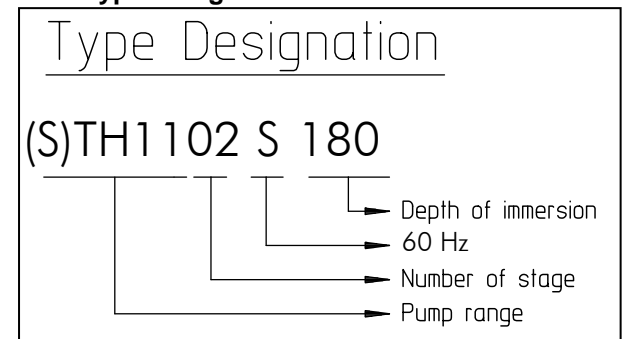 Type Designation
(S)TH1102 S 180
Depth of immersion
60 Hz
Number of stage
Pump range